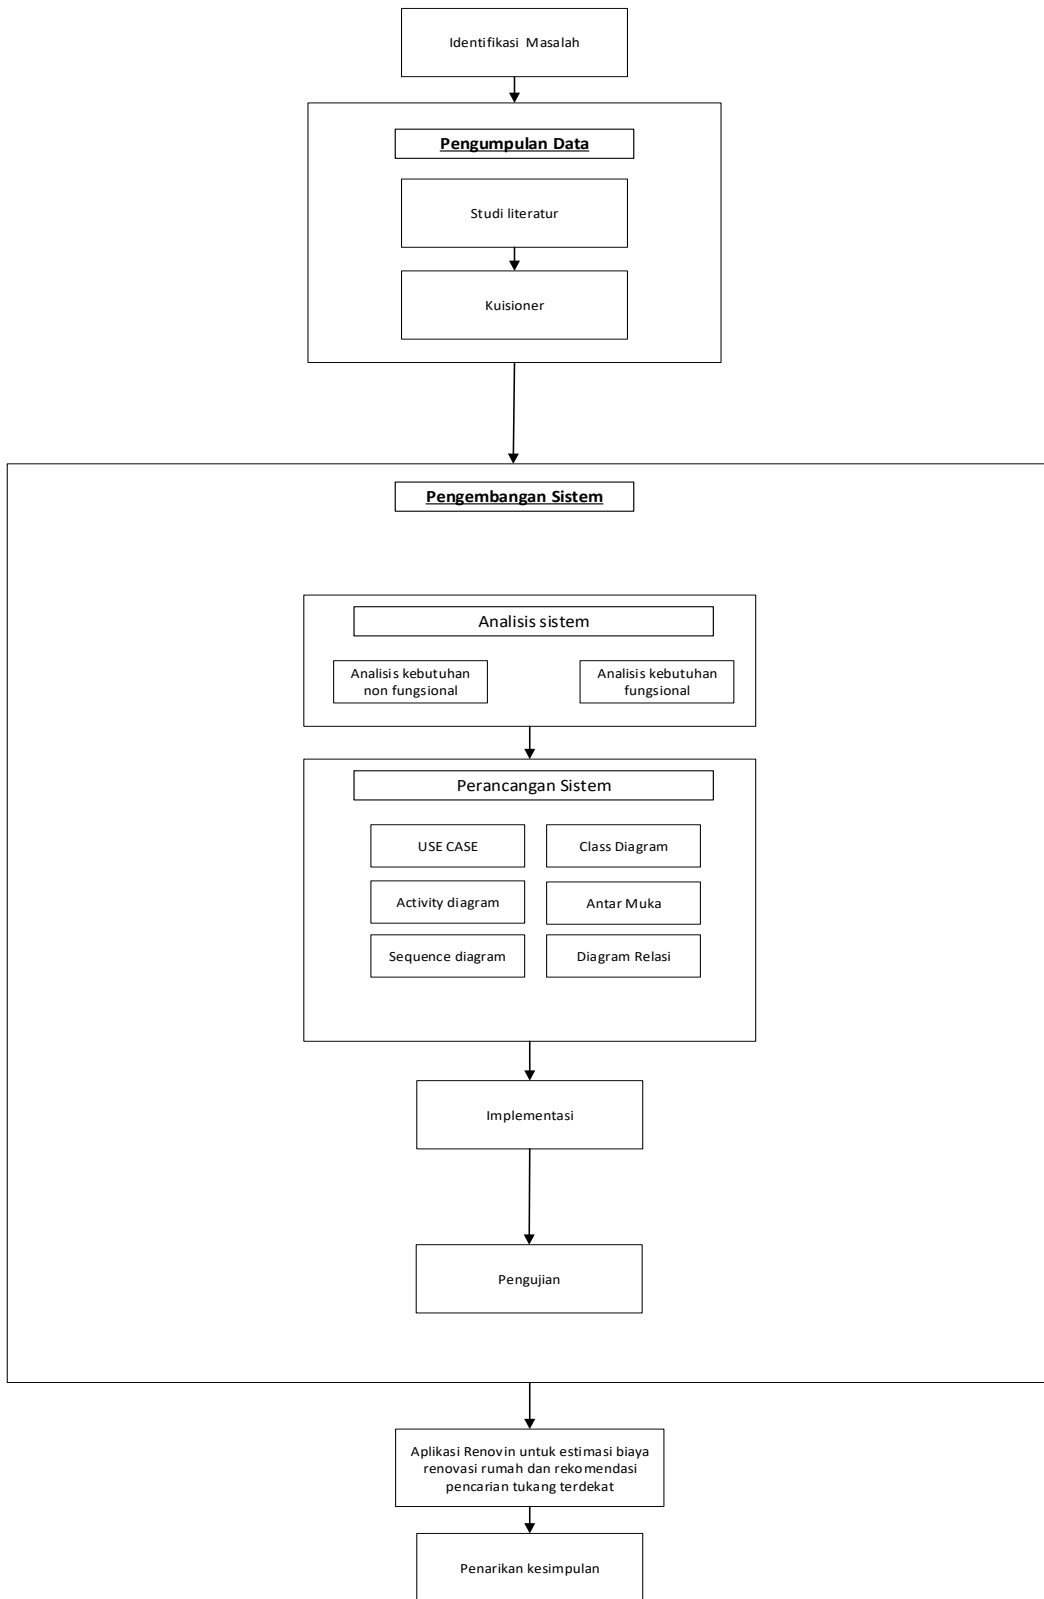 Identifikasi Masalah
Pengumpulan Data
Studi literatur
Kuisioner
Pengembangan Sistem
Analisis sistem
Analisis kebutuhan
non fungsional
Analisis kebutuhan
fungsional
Perancangan Sistem
USE CASE
Class Diagram
Activity diagram
Antar Muka
Sequence diagram
Diagram Relasi
Implementasi
Pengujian
Aplikasi Renovin untuk estimasi biaya
renovasi rumah dan rekomendasi
pencarian tukang terdekat
Penarikan kesimpulan